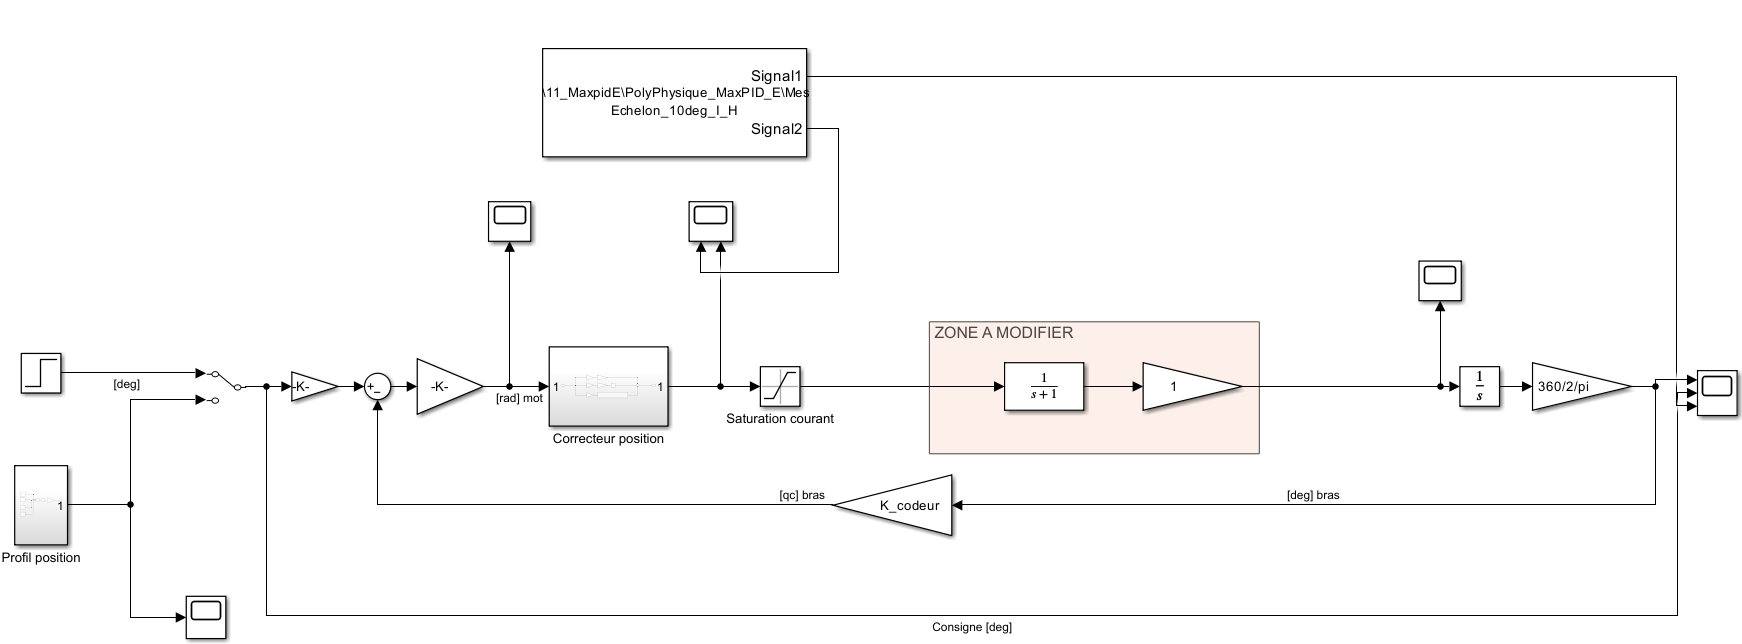 Signal1
\11_MaxpidE\PolyPhysique_MaxPID_E\Mes
Echelon_10deg_I_H
Signal2
ZONE A MODIFIER
[deg]
-K-
+
−
-K-
[rad] mot
1
1
Correcteur position
Saturation courant
1
s + 1
1
1
s
360/2/pi
[qc] bras
K_codeur
[deg] bras
1
Profil position
Consigne [deg]